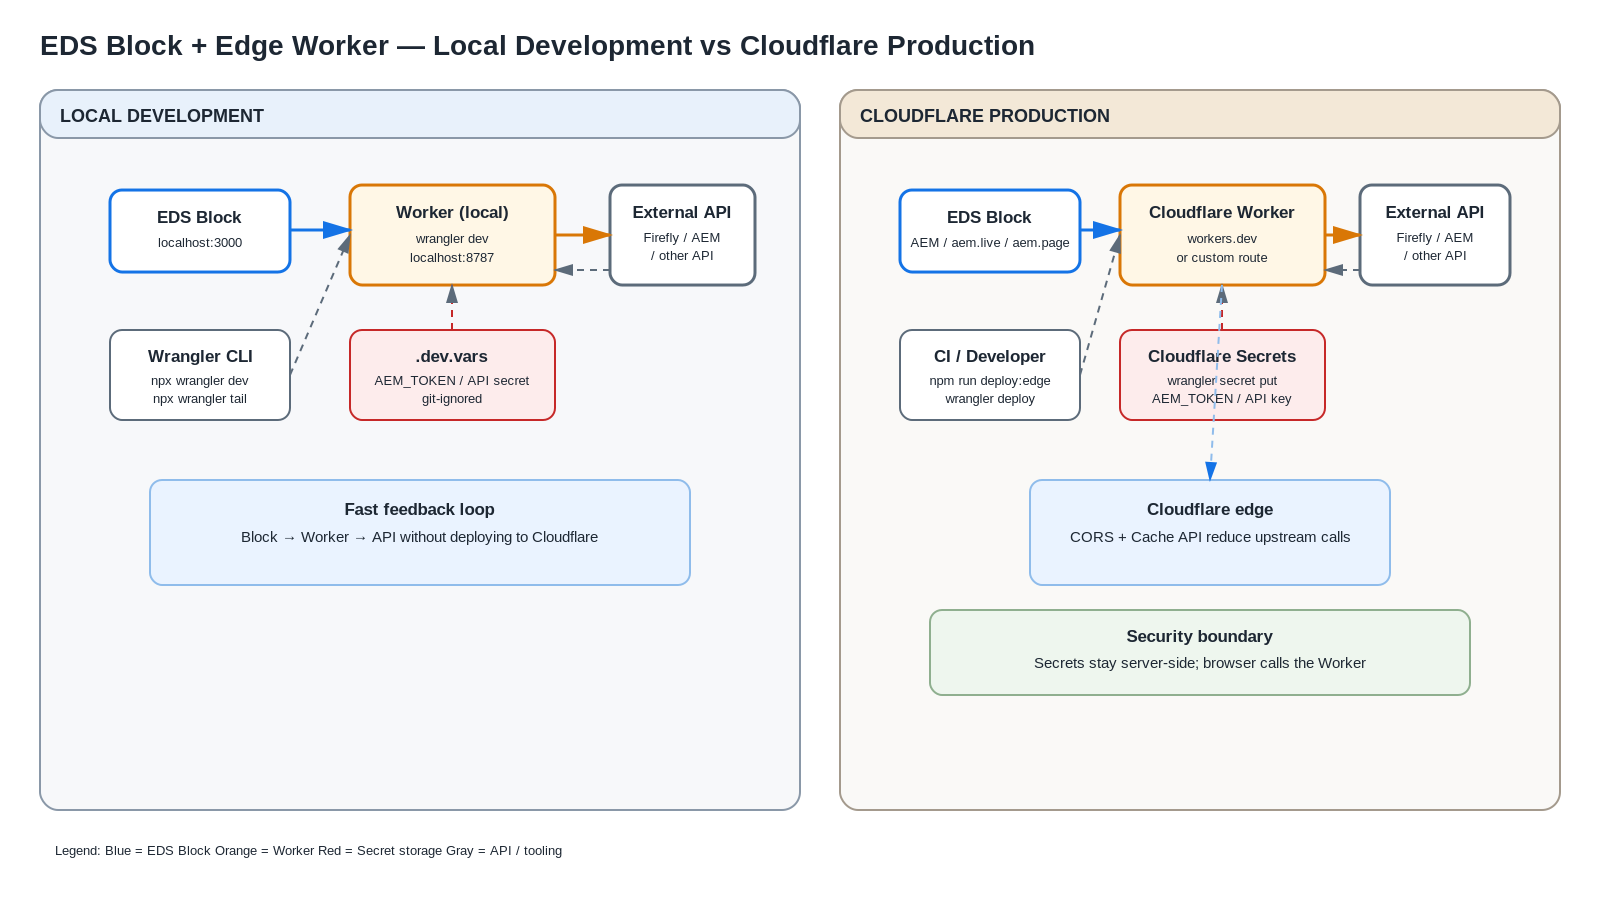 EDS Block + Edge Worker — Local Development vs Cloudflare Production
LOCAL DEVELOPMENT
EDS Block
localhost:3000
Worker (local)
wrangler dev
localhost:8787
External API
Firefly / AEM
/ other API
Wrangler CLI
npx wrangler dev
npx wrangler tail
.dev.vars
AEM_TOKEN / API secret
git-ignored
Fast feedback loop
Block → Worker → API without deploying to Cloudflare
CLOUDFLARE PRODUCTION
EDS Block
AEM / aem.live / aem.page
Cloudflare Worker
workers.dev
or custom route
External API
Firefly / AEM
/ other API
CI / Developer
npm run deploy:edge
wrangler deploy
Cloudflare Secrets
wrangler secret put
AEM_TOKEN / API key
Cloudflare edge
CORS + Cache API reduce upstream calls
Security boundary
Secrets stay server-side; browser calls the Worker
Legend: Blue = EDS Block Orange = Worker Red = Secret storage Gray = API / tooling